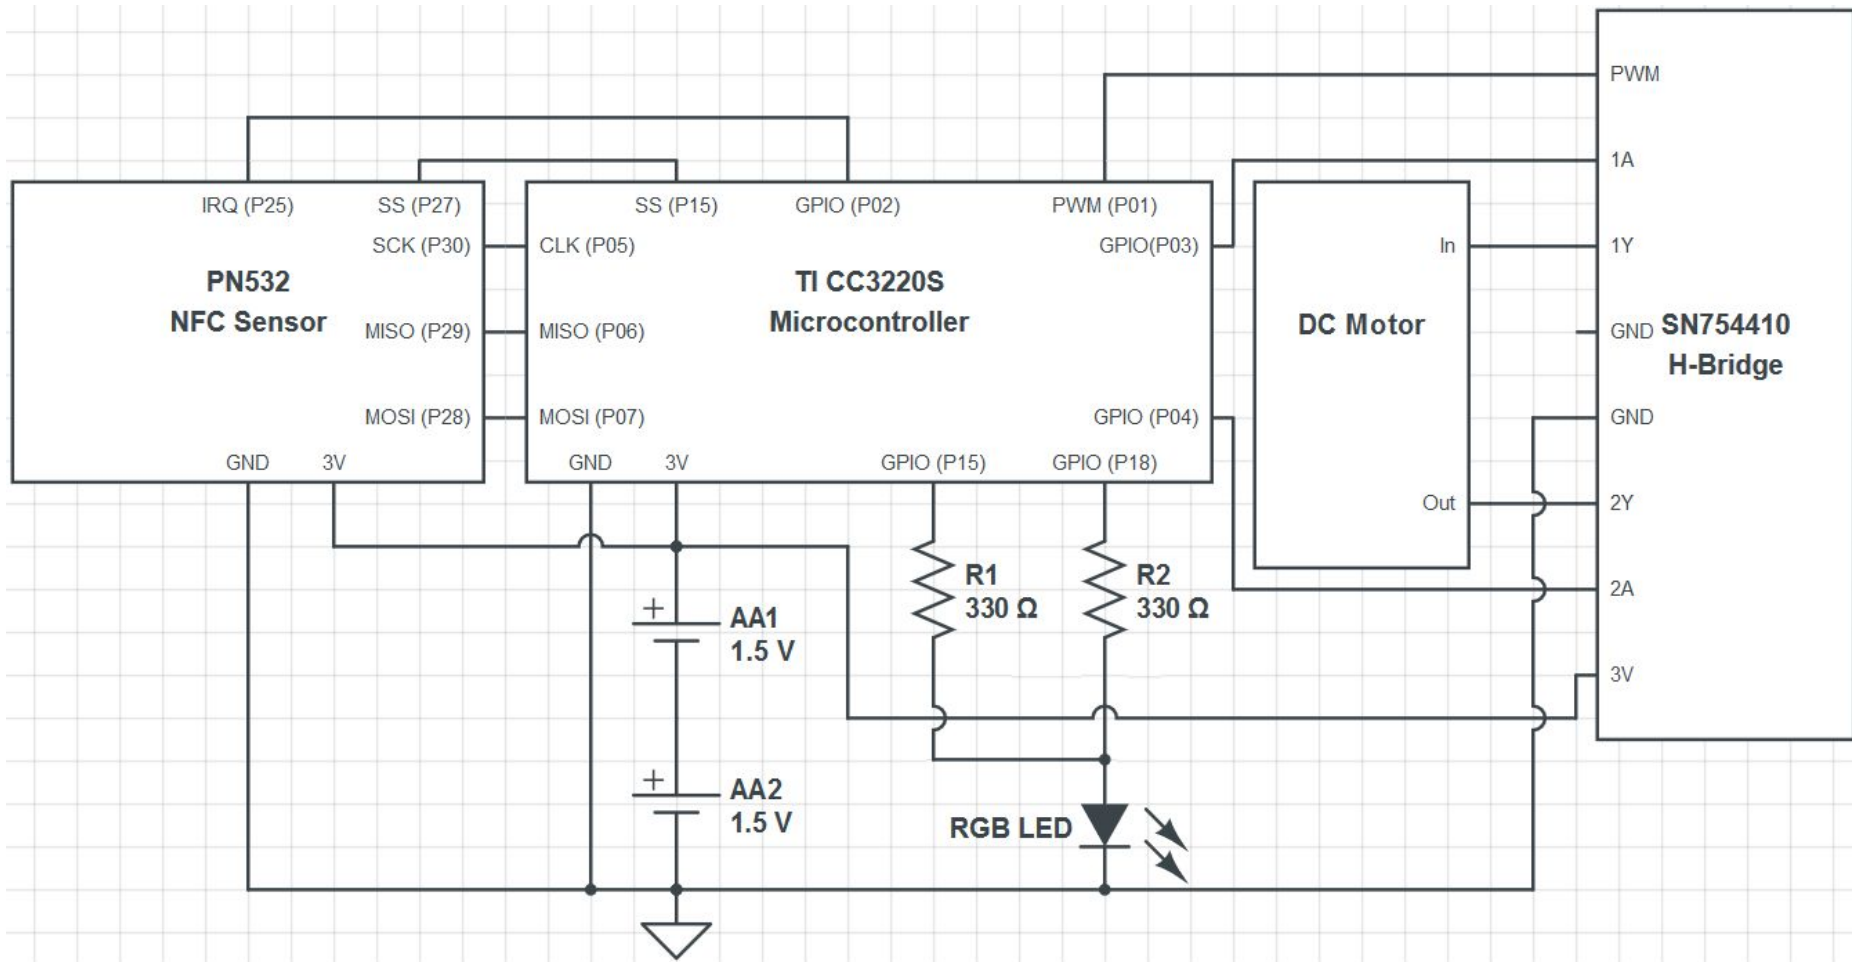 PWM
1A
IRQ (P25)
SS (P27)
SS (P15)
GPIO (P02)
PWM (P01)
SCK (P30)
CLK (P05)
GPIO(P03)
In
1Y
PN532
NFC Sensor
TI CC3220S
Microcontroller
DC Motor
MISO (P29)
MISO (P06)
GND
SN754410
H-Bridge
MOSI (P28)
MOSI (P07)
GPIO (P04)
GND
GND
3V
GND
3V
GPIO (P15)
GPIO (P18)
Out
2Y
R1
330 Ω
R2
330 Ω
2A
+
AA1
1.5 V
3V
+
AA2
1.5 V
RGB LED